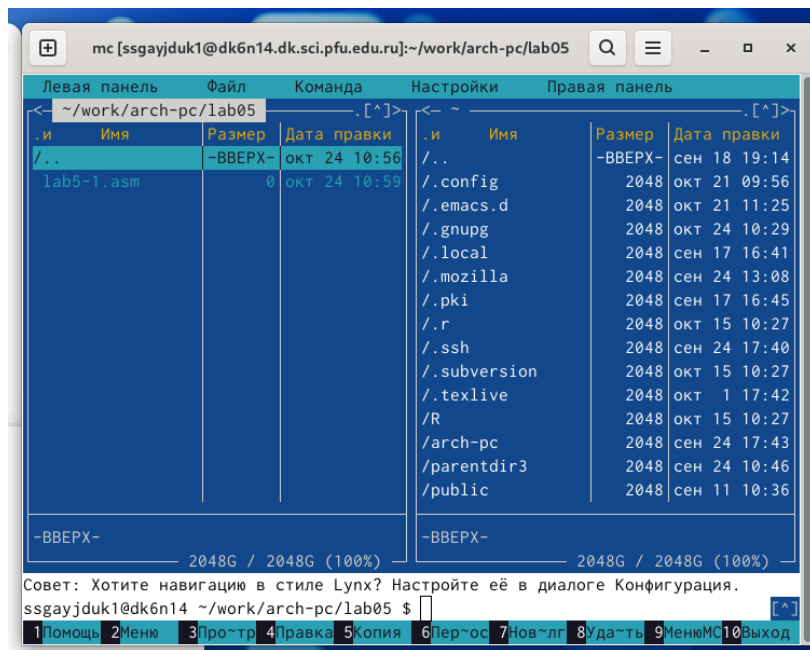 mc [ssgayjduk1@dk6n14.dk.sci.pfu.edu.ru]:~/work/arch-pc/lab05
Левая панель Файл Команда Настройки Правая панель
<- ~/work/arch-pc/lab05 .[^]> <- ~ .[^]>
.и Имя Размер Дата правки .и Имя Размер Дата правки
/.. -ВВЕРХ- окт 24 10:56 /.. -ВВЕРХ- сен 18 19:14
lab5-1.asm 0 окт 24 10:59 /.config 2048 окт 21 09:56
/.emacs.d 2048 окт 21 11:25
/.gnupg 2048 окт 24 10:29
/.local 2048 сен 17 16:41
/.mozilla 2048 сен 24 13:08
/.pki 2048 сен 17 16:45
/.r 2048 окт 15 10:27
/.ssh 2048 сен 24 17:40
/.subversion 2048 окт 15 10:27
/.texlive 2048 окт 1 17:42
/R 2048 окт 15 10:27
/arch-pc 2048 сен 24 17:43
/parentdir3 2048 сен 24 10:46
/public 2048 сен 11 10:36
-ВВЕРХ- -ВВЕРХ-
2048G / 2048G (100%) 2048G / 2048G (100%)
Совет: Хотите навигацию в стиле Lynx? Настройте её в диалоге Конфигурация.
ssgayjduk1@dk6n14 ~/work/arch-pc/lab05 $ [^]
1Помощь 2Меню 3Про~тр 4Правка 5Копия 6Пер~ос 7Нов~лг 8Уда~ть 9МенюMC 10Выход